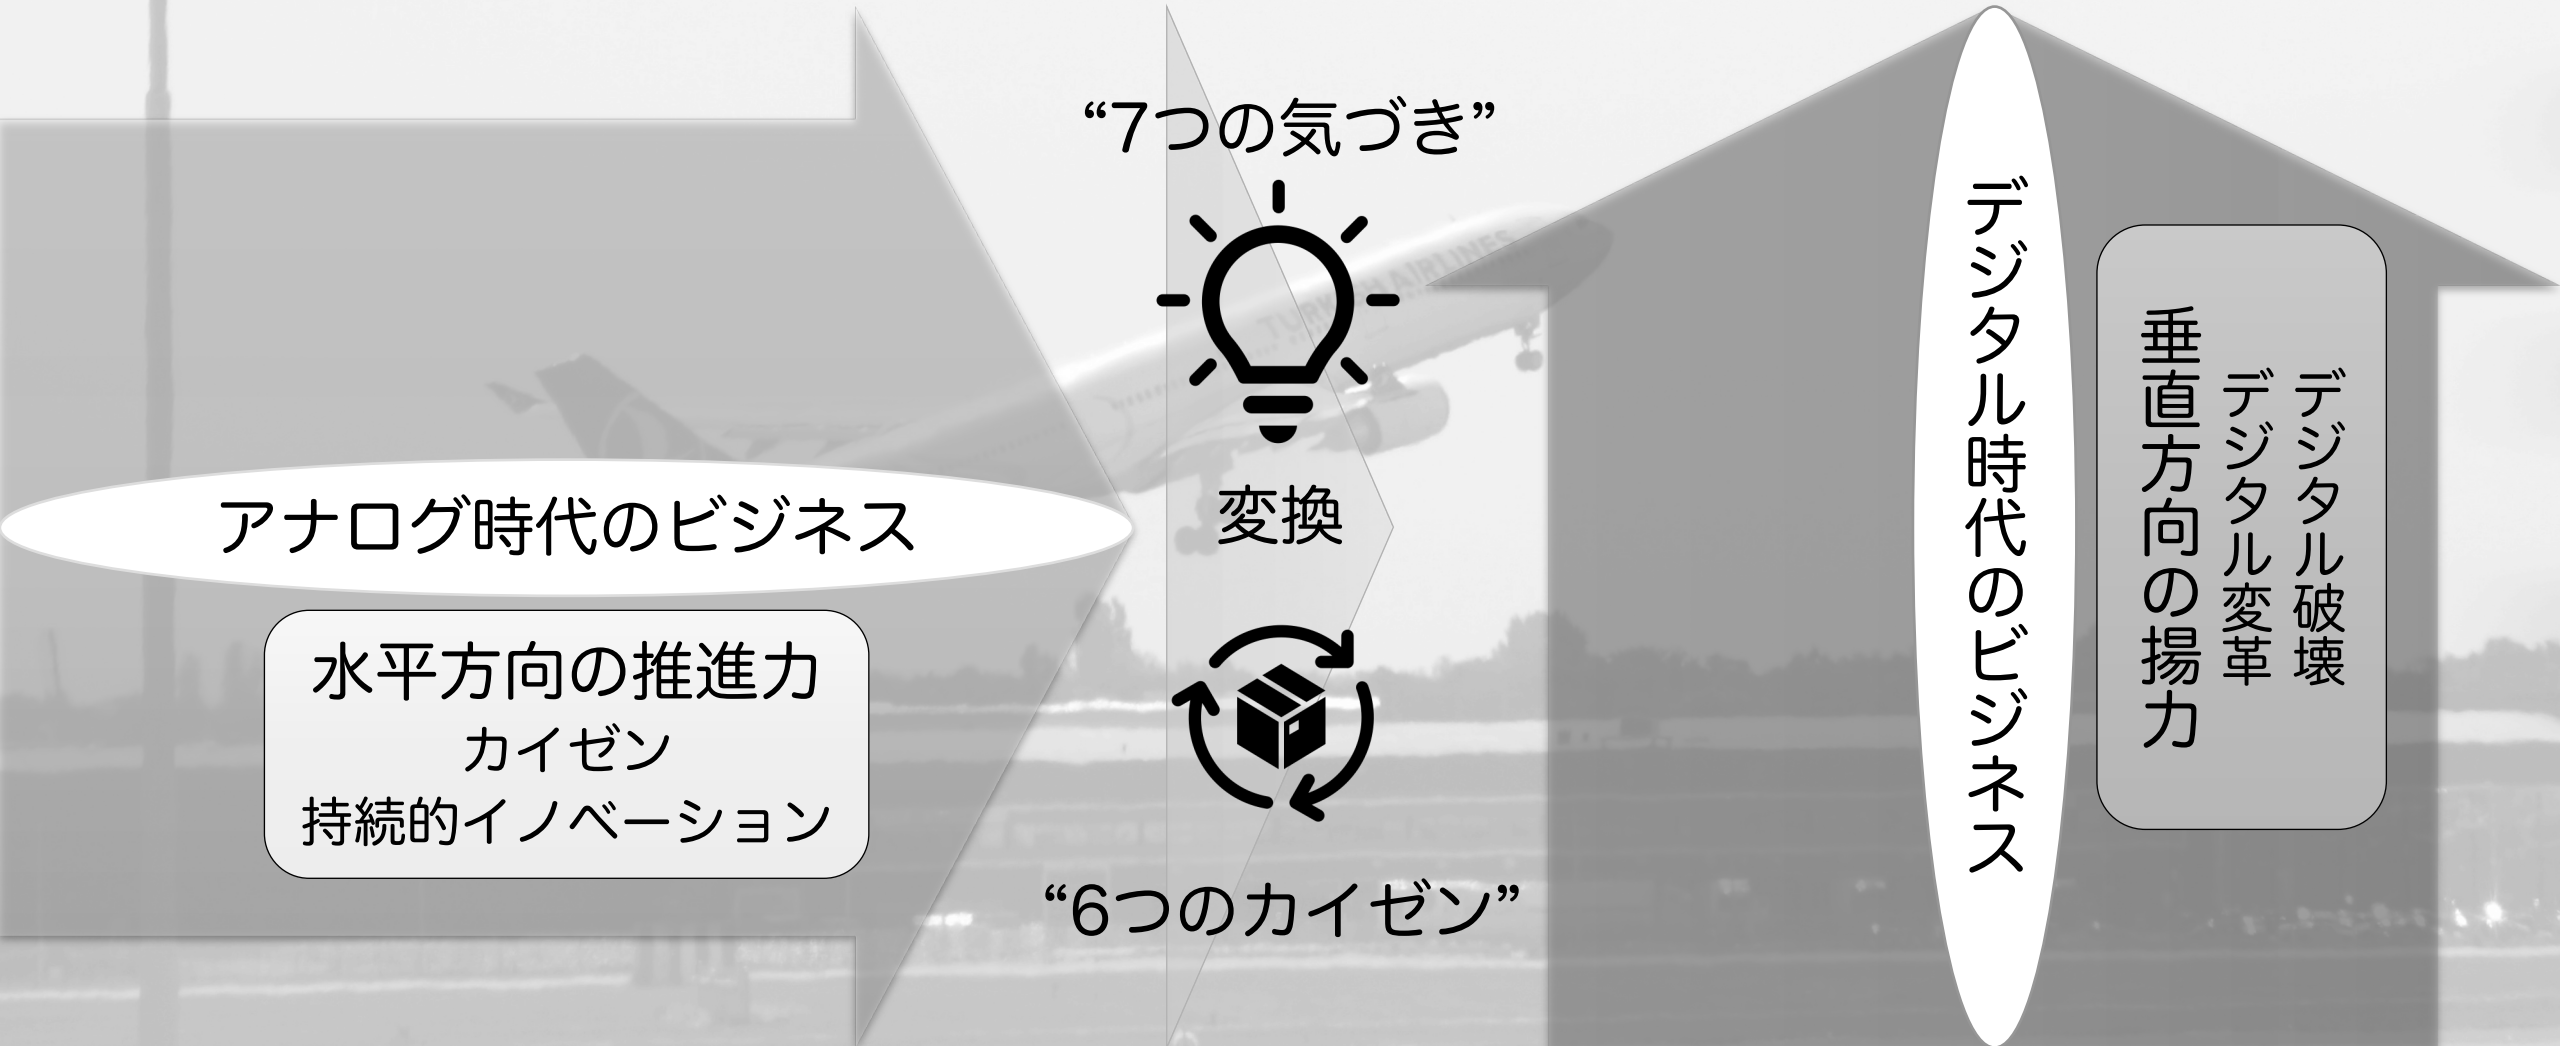 “7つの気づき”
TURKISH AIRLINES
変換
アナログ時代のビジネス
水平方向の推進力
カイゼン
持続的イノベーション
“6つのカイゼン”
デジタル時代のビジネス
デジタル破壊
デジタル変革
垂直方向の揚力